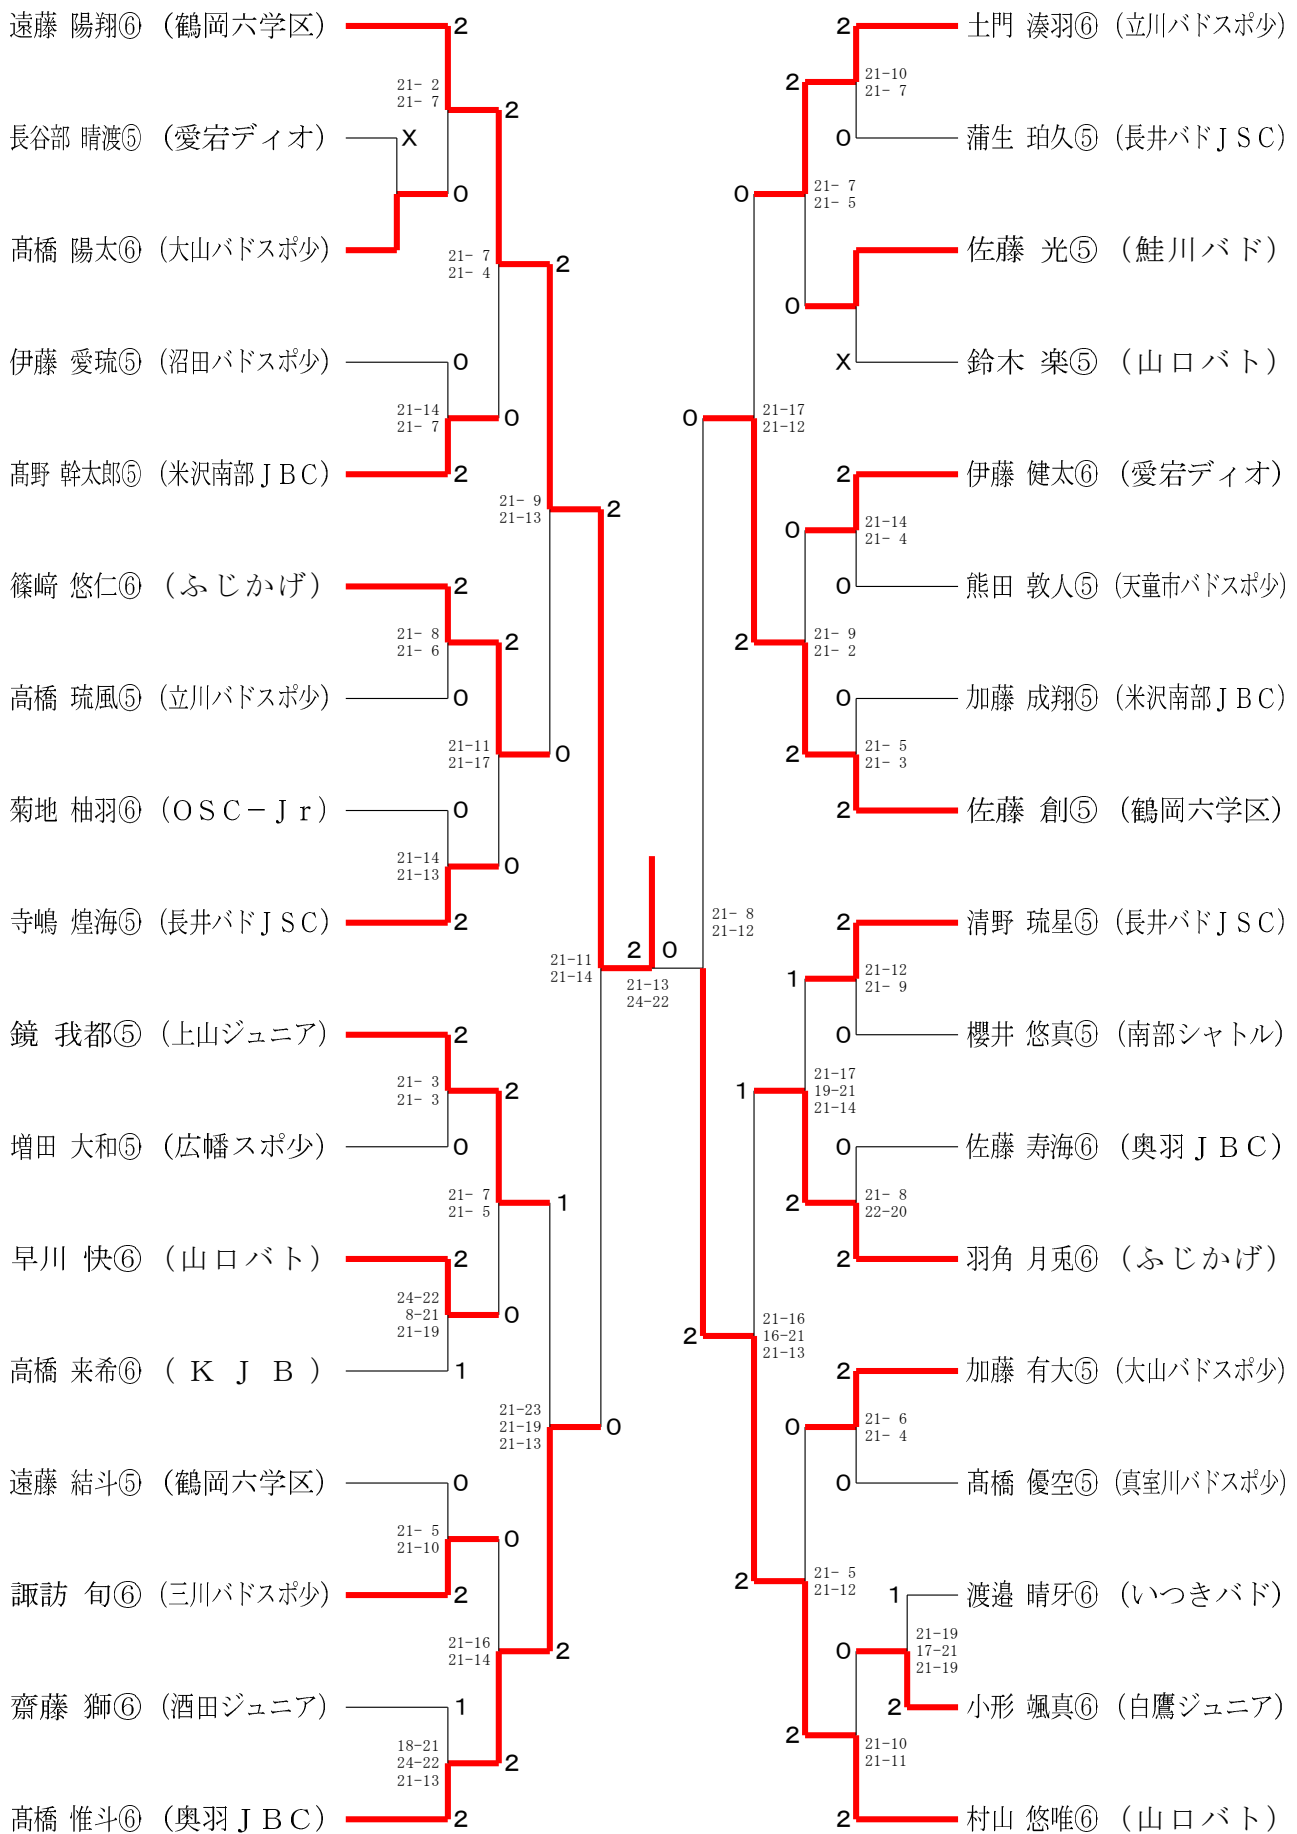 遠藤 陽翔⑥ (鶴岡六学区) 2
21- 2
21- 7
2
長谷部 晴渡⑤ (愛宕ディオ) X
0
髙橋 陽太⑥ (大山バドスポ少)
21- 7
21- 4
2
伊藤 愛琉⑤ (沼田バドスポ少) 0
21-14
21- 7
0
髙野 幹太郎⑤ (米沢南部ＪＢＣ) 2
21- 9
21-13
2
篠﨑 悠仁⑥ (ふじかげ) 2
21- 8
21- 6
2
高橋 琉風⑤ (立川バドスポ少) 0
21-11
21-17
0
菊地 柚羽⑥ (ＯＳＣ－Ｊｒ) 0
21-14
21-13
0
寺嶋 煌海⑤ (長井バドＪＳＣ) 2
21-11
21-14
2 0
21-13
24-22
鏡 我都⑤ (上山ジュニア) 2
21- 3
21- 3
2
増田 大和⑤ (広幡スポ少) 0
21- 7
21- 5
1
早川 快⑥ (山口バト) 2
24-22
8-21
21-19
0
高橋 来希⑥ (ＫＪＢ) 1
21-23
21-19
21-13
0
遠藤 結斗⑤ (鶴岡六学区) 0
21- 5
21-10
0
諏訪 旬⑥ (三川バドスポ少) 2
21-16
21-14
2
齋藤 獅⑥ (酒田ジュニア) 1
18-21
24-22
21-13
2
髙橋 惟斗⑥ (奥羽ＪＢＣ) 2
2 土門 湊羽⑥ (立川バドスポ少)
2
21-10
21- 7
0 蒲生 珀久⑤ (長井バドＪＳＣ)
0
21- 7
21- 5
佐藤 光⑤ (鮭川バド)
0
X 鈴木 楽⑤ (山口バト)
0
21-17
21-12
2 伊藤 健太⑥ (愛宕ディオ)
0
21-14
21- 4
0 熊田 敦人⑤ (天童市バドスポ少)
2
21- 9
21- 2
0 加藤 成翔⑤ (米沢南部ＪＢＣ)
2
21- 5
21- 3
2 佐藤 創⑤ (鶴岡六学区)
21- 8
21-12
2 清野 琉星⑤ (長井バドＪＳＣ)
1
21-12
21- 9
0 櫻井 悠真⑤ (南部シャトル)
1
21-17
19-21
21-14
0 佐藤 寿海⑥ (奥羽ＪＢＣ)
2
21- 8
22-20
2 羽角 月兎⑥ (ふじかげ)
2
21-16
16-21
21-13
2 加藤 有大⑤ (大山バドスポ少)
0
21- 6
21- 4
0 髙橋 優空⑤ (真室川バドスポ少)
2
21- 5
21-12
1 渡邉 晴牙⑥ (いつきバド)
0
21-19
17-21
21-19
2 小形 颯真⑥ (白鷹ジュニア)
2
21-10
21-11
2 村山 悠唯⑥ (山口バト)